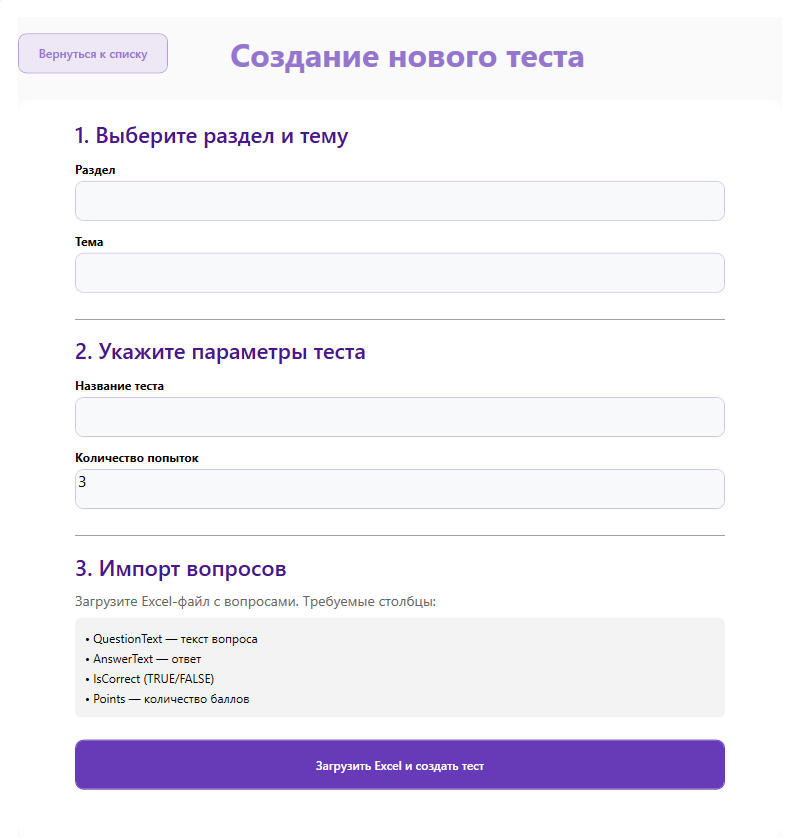 Вернуться к списку
Создание нового теста
1. Выберите раздел и тему
Раздел
Тема
2. Укажите параметры теста
Название теста
Количество попыток
3
3. Импорт вопросов
Загрузите Excel-файл с вопросами. Требуемые столбцы:
• QuestionText — текст вопроса
• AnswerText — ответ
• IsCorrect (TRUE/FALSE)
• Points — количество баллов
Загрузить Excel и создать тест